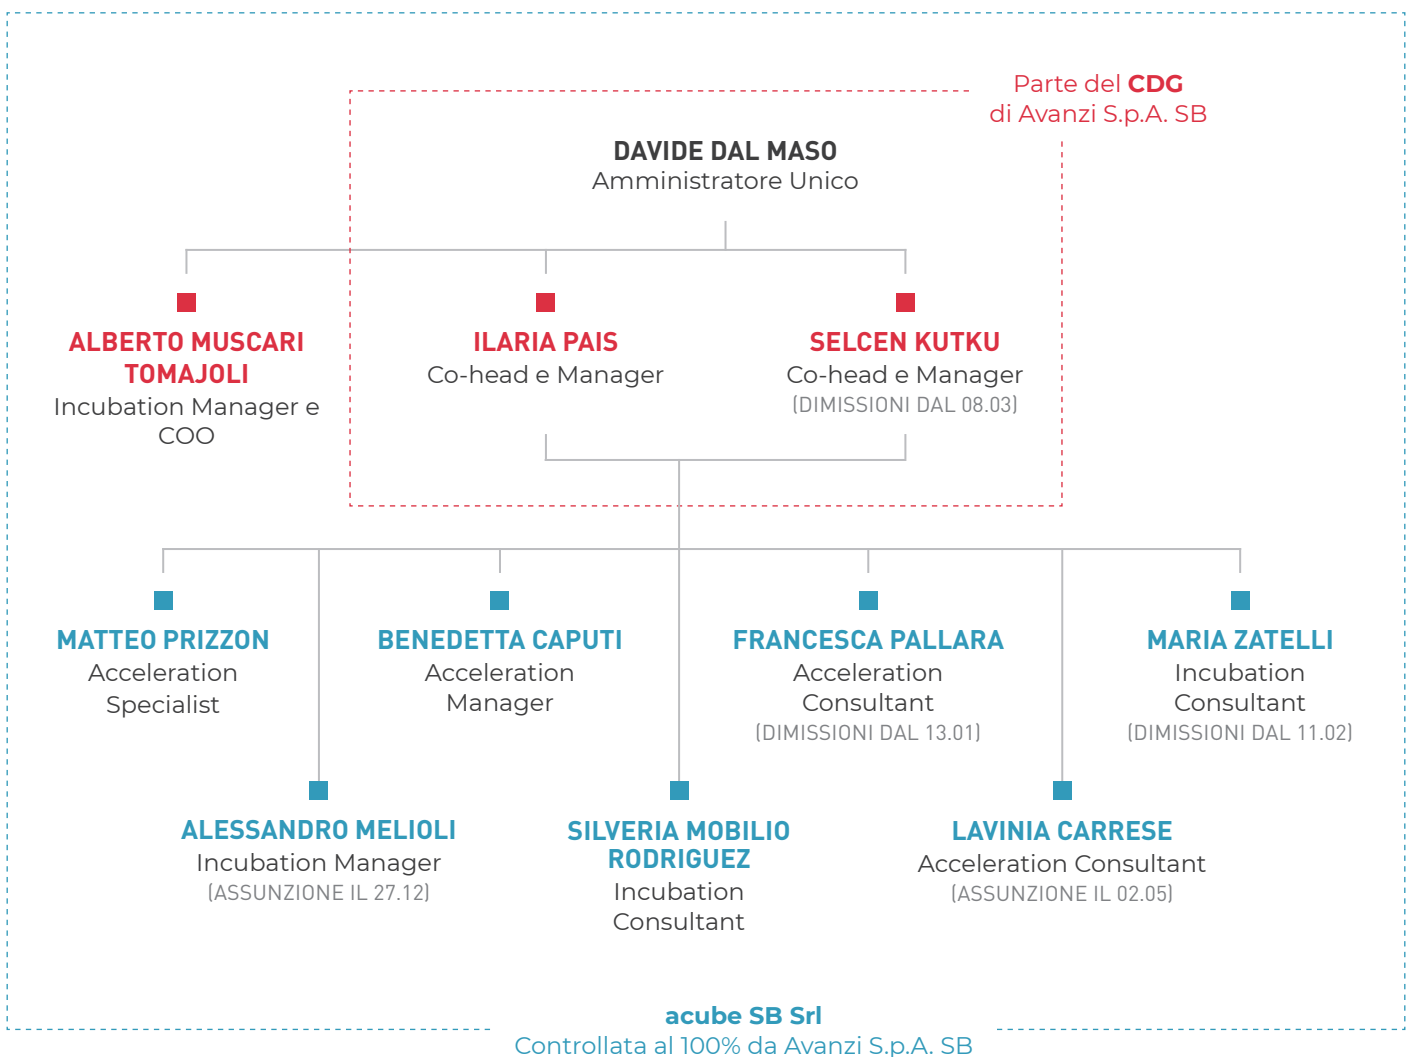 Parte del CDG
di Avanzi S.p.A. SB
DAVIDE DAL MASO
Amministratore Unico
ALBERTO MUSCARI
TOMAJOLI
Incubation Manager e
COO
ILARIA PAIS
Co-head e Manager
SELCEN KUTKU
Co-head e Manager
(DIMISSIONI DAL 08.03)
MATTEO PRIZZON
Acceleration
Specialist
BENEDETTA CAPUTI
Acceleration
Manager
FRANCESCA PALLARA
Acceleration
Consultant
(DIMISSIONI DAL 13.01)
MARIA ZATELLI
Incubation
Consultant
(DIMISSIONI DAL 11.02)
ALESSANDRO MELIOLI
Incubation Manager
(ASSUNZIONE IL 27.12)
SILVERIA MOBILIO
RODRIGUEZ
Incubation
Consultant
LAVINIA CARRESE
Acceleration Consultant
(ASSUNZIONE IL 02.05)
acube SB Srl
Controllata al 100% da Avanzi S.p.A. SB